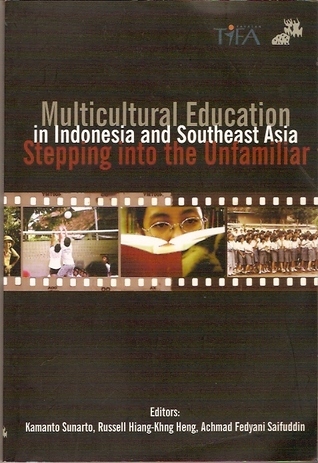 TiFA
Multicultural Education
in Indonesia and Southeast Asia
Stepping into the Unfamiliar
Editors:
Kamanto Sunarto, Russell Hiang-Khng Heng, Achmad Fedyani Saifuddin